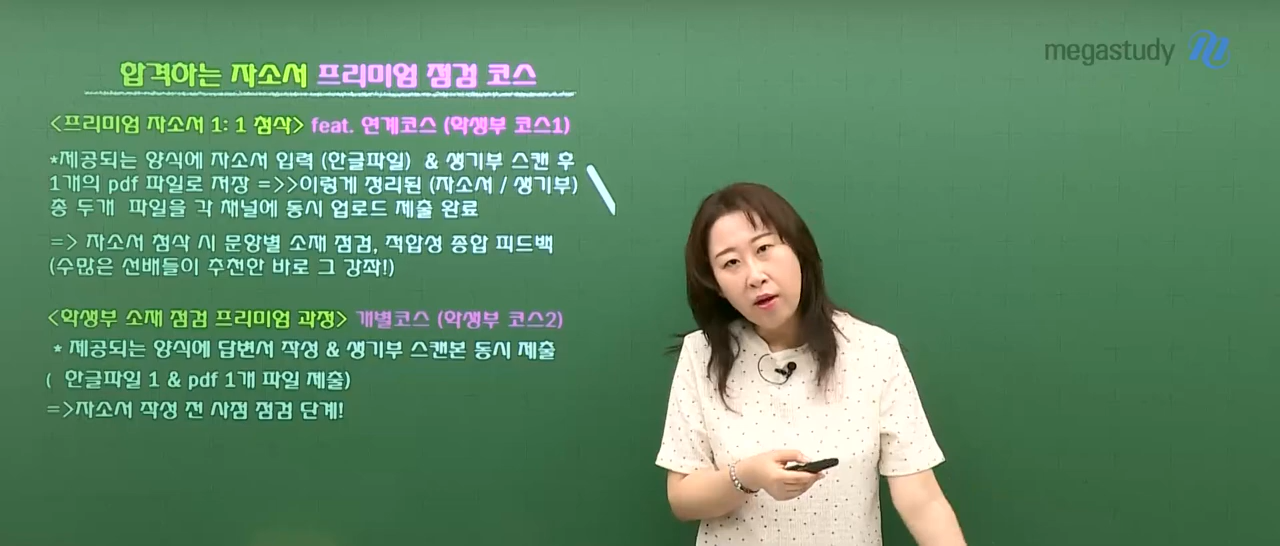 megastudy
합격하는 자소서 프리미엄 점검 코스
<프리미엄 자소서 1: 1 첨삭> feat. 연계코스 (학생부 코스1)
*제공되는 양식에 자소서 입력 (한글파일) & 생기부 스캔 후
1개의 pdf 파일로 저장 =>>이렇게 정리된 (자소서 / 생기부)
총 두개 파일을 각 채널에 동시 업로드 제출 완료
=> 자소서 첨삭 시 문항별 소재 점검, 적합성 종합 피드백
(수많은 선배들이 추천한 바로 그 강좌!)
<학생부 소재 점검 프리미엄 과정> 개별코스 (학생부 코스2)
* 제공되는 양식에 답변서 작성 & 생기부 스캔본 동시 제출
( 한글파일 1 & pdf 1개 파일 제출)
=>자소서 작성 전 사점 점검 단계!